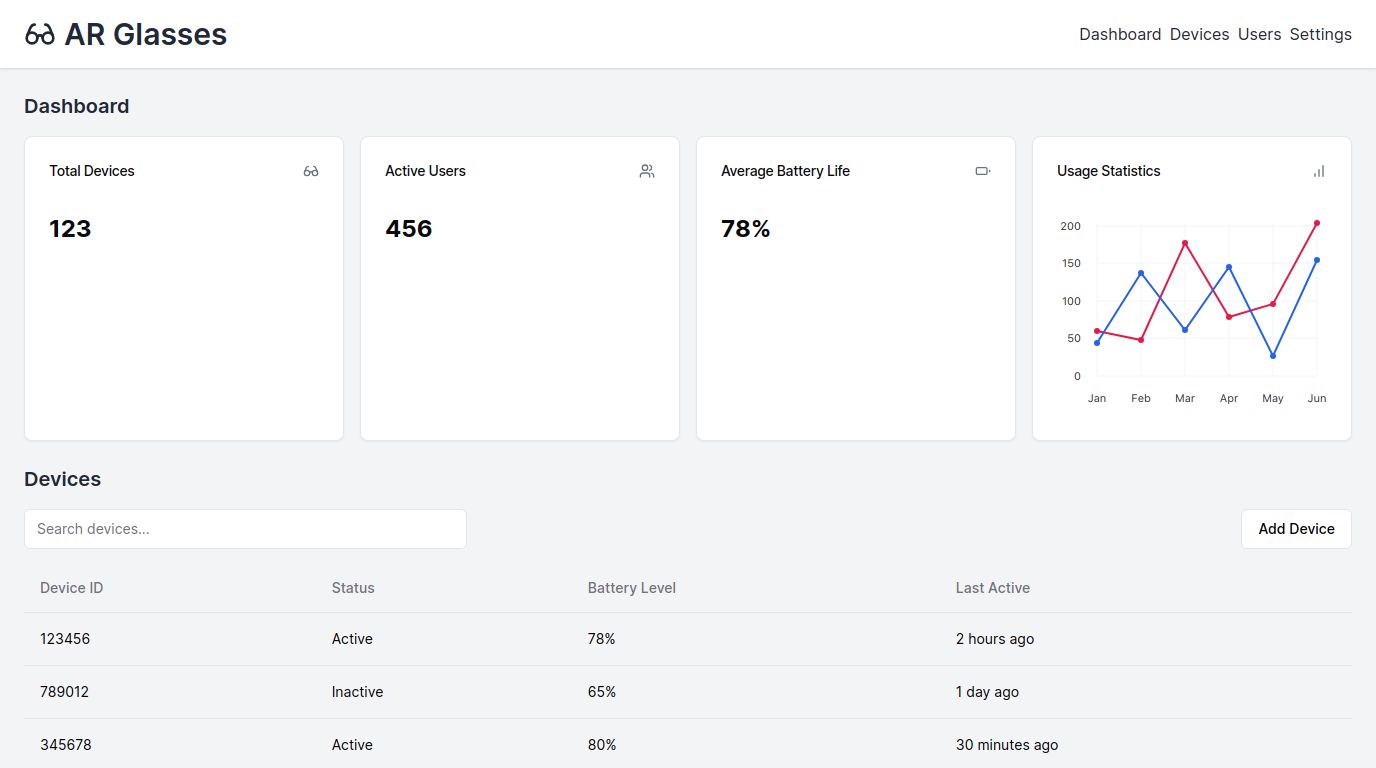 AR Glasses
Dashboard Devices Users Settings
Dashboard
Total Devices
123
Active Users
456
Average Battery Life
78%
Usage Statistics
200
150
100
50
0
Jan Feb Mar Apr May Jun
Devices
Search devices...
Add Device
Device ID Status Battery Level Last Active
123456 Active 78% 2 hours ago
789012 Inactive 65% 1 day ago
345678 Active 80% 30 minutes ago